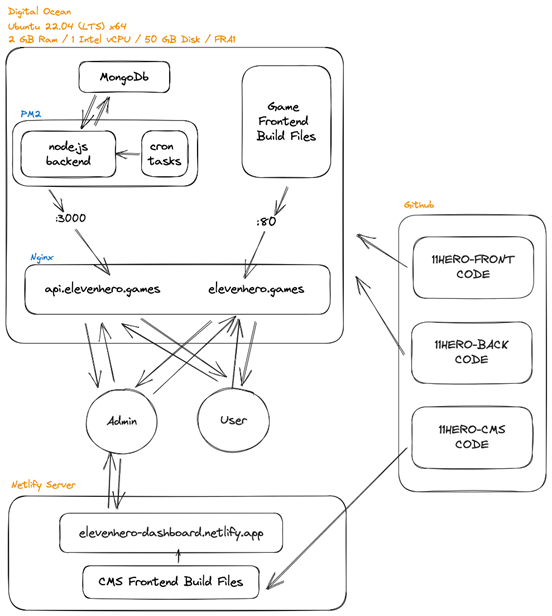 Digital Ocean
Ubuntu 22.04 (LTS) x64
2 GB Ram / 1 Intel vCPU / 50 GB Disk / FRA1
MongoDb
PM2
node.js
backend
cron
tasks
Game
Frontend
Build Files
:3000
:80
Nginx
api.elevenhero.games
elevenhero.games
Admin
User
Github
11HERO-FRONT
CODE
11HERO-BACK
CODE
11HERO-CMS
CODE
Netlify Server
elevenhero-dashboard.netlify.app
CMS Frontend Build Files